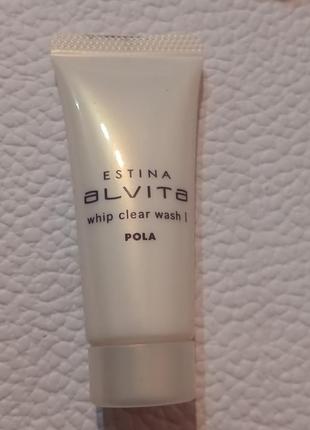 ESTINA
aLVITa
whip clear wash I
POLA